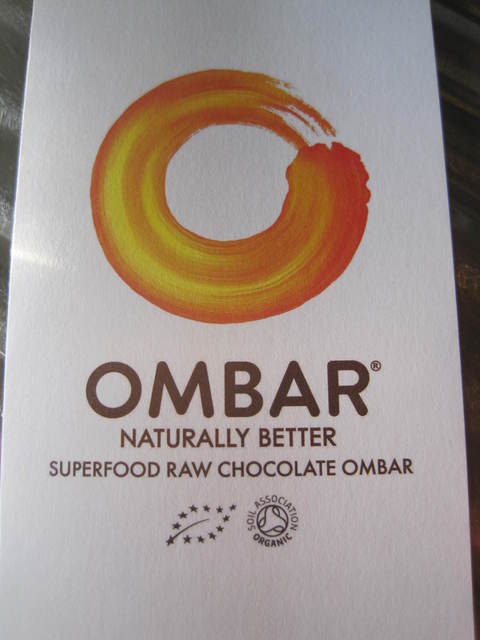 OMBAR®
NATURALLY BETTER
SUPERFOOD RAW CHOCOLATE OMBAR
SOIL ASSOCIATION
ORGANIC